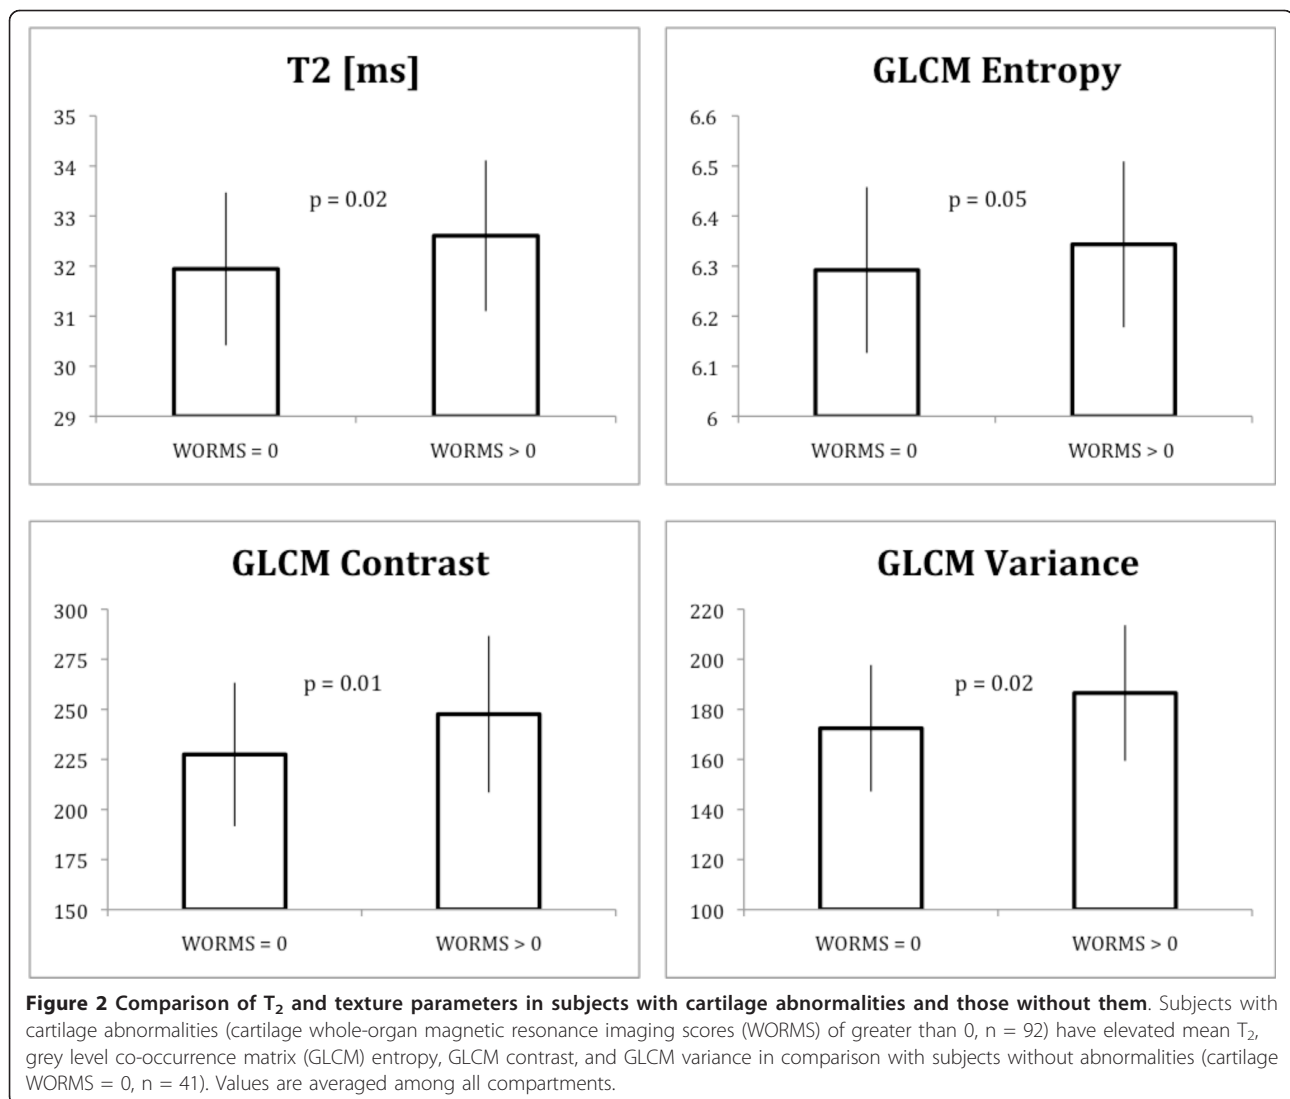 T2 [ms]
35
34
33
32
31
30
29
p = 0.02
WORMS = 0
WORMS > 0
GLCM Entropy
6.6
6.5
6.4
6.3
6.2
6.1
6
p = 0.05
WORMS = 0
WORMS > 0
GLCM Contrast
300
275
250
225
200
175
150
p = 0.01
WORMS = 0
WORMS > 0
GLCM Variance
220
200
180
160
140
120
100
p = 0.02
WORMS = 0
WORMS > 0
Figure 2 Comparison of T₂ and texture parameters in subjects with cartilage abnormalities and those without them. Subjects with
cartilage abnormalities (cartilage whole-organ magnetic resonance imaging scores (WORMS) of greater than 0, n = 92) have elevated mean T₂,
grey level co-occurrence matrix (GLCM) entropy, GLCM contrast, and GLCM variance in comparison with subjects without abnormalities (cartilage
WORMS = 0, n = 41). Values are averaged among all compartments.